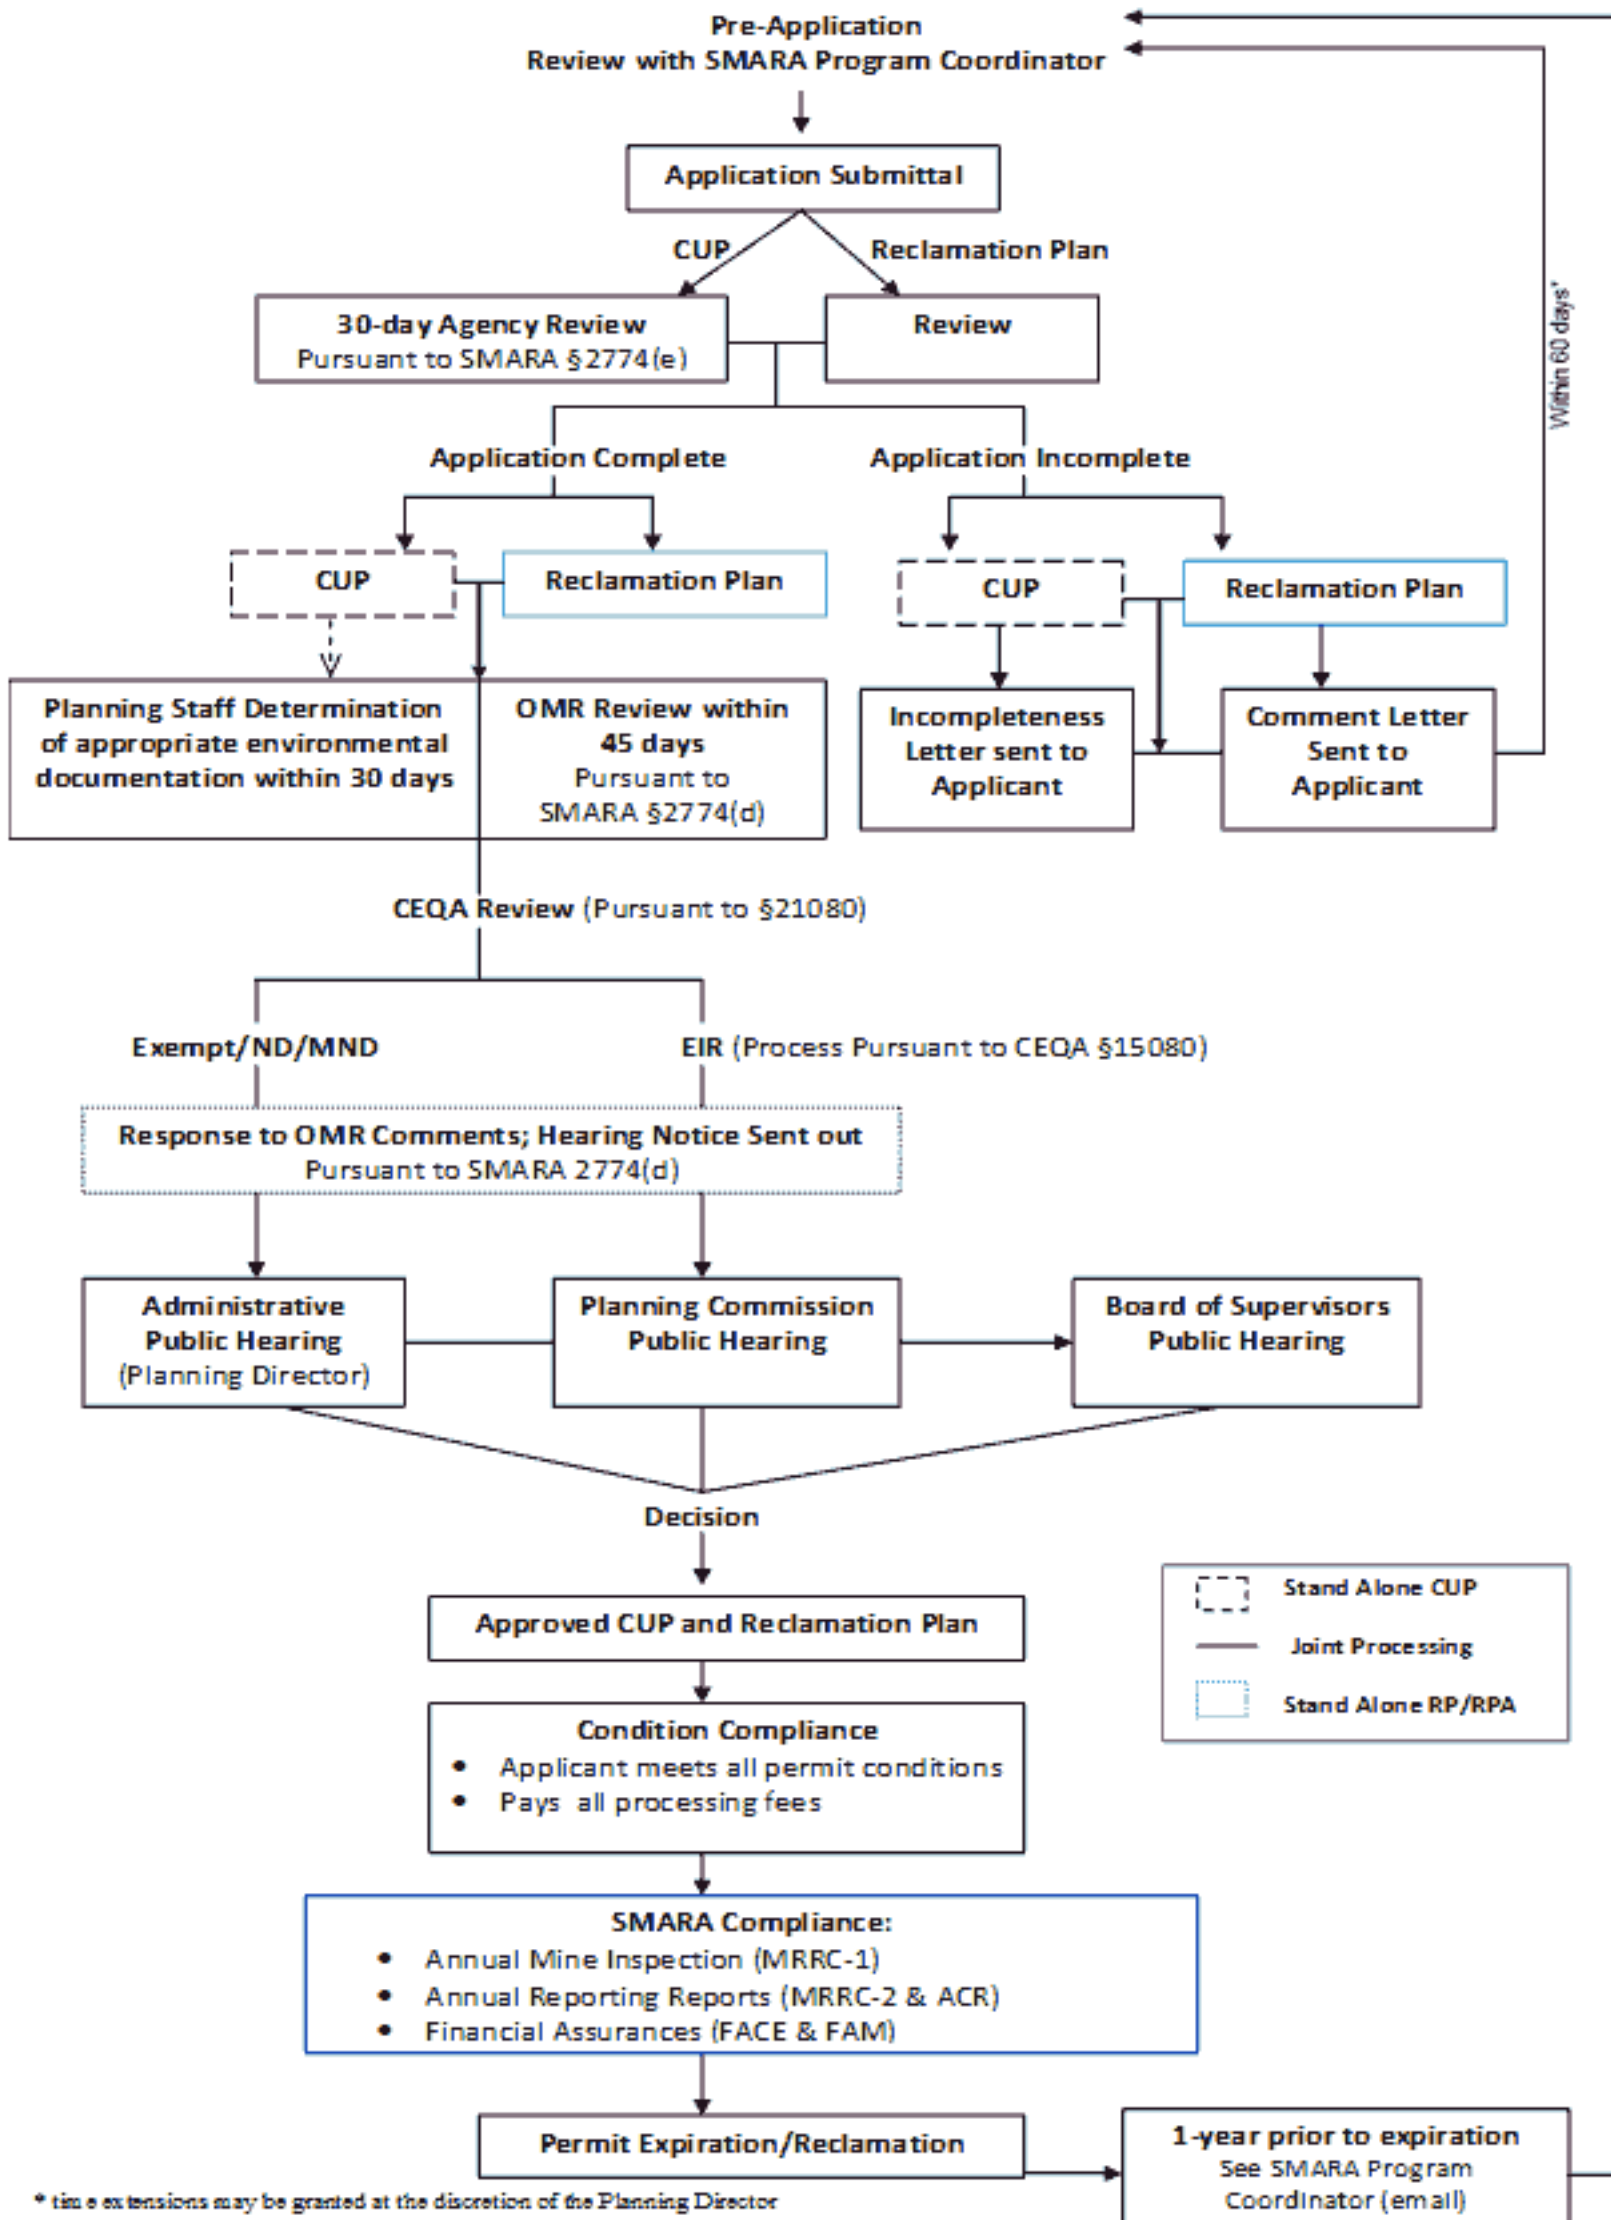 Pre-Application
Review with SMARA Program Coordinator
Application Submittal
CUP
Reclamation Plan
30-day Agency Review
Pursuant to SMARA §2774(e)
Review
Within 60 days*
Application Complete
Application Incomplete
CUP
Reclamation Plan
CUP
Reclamation Plan
Planning Staff Determination
of appropriate environmental
documentation within 30 days
OMR Review within
45 days
Pursuant to
SMARA §2774(d)
Incompleteness
Letter sent to
Applicant
Comment Letter
Sent to
Applicant
CEQA Review (Pursuant to §21080)
Exempt/ND/MND
EIR (Process Pursuant to CEQA §15080)
Response to OMR Comments; Hearing Notice Sent out
Pursuant to SMARA 2774(d)
Administrative
Public Hearing
(Planning Director)
Planning Commission
Public Hearing
Board of Supervisors
Public Hearing
Decision
Approved CUP and Reclamation Plan
Stand Alone CUP
Joint Processing
Stand Alone RP/RPA
Condition Compliance
• Applicant meets all permit conditions
• Pays all processing fees
SMARA Compliance:
• Annual Mine Inspection (MRRC-1)
• Annual Reporting Reports (MRRC-2 & ACR)
• Financial Assurances (FACE & FAM)
Permit Expiration/Reclamation
1-year prior to expiration
See SMARA Program
Coordinator (email)
* time extensions may be granted at the discretion of the Planning Director